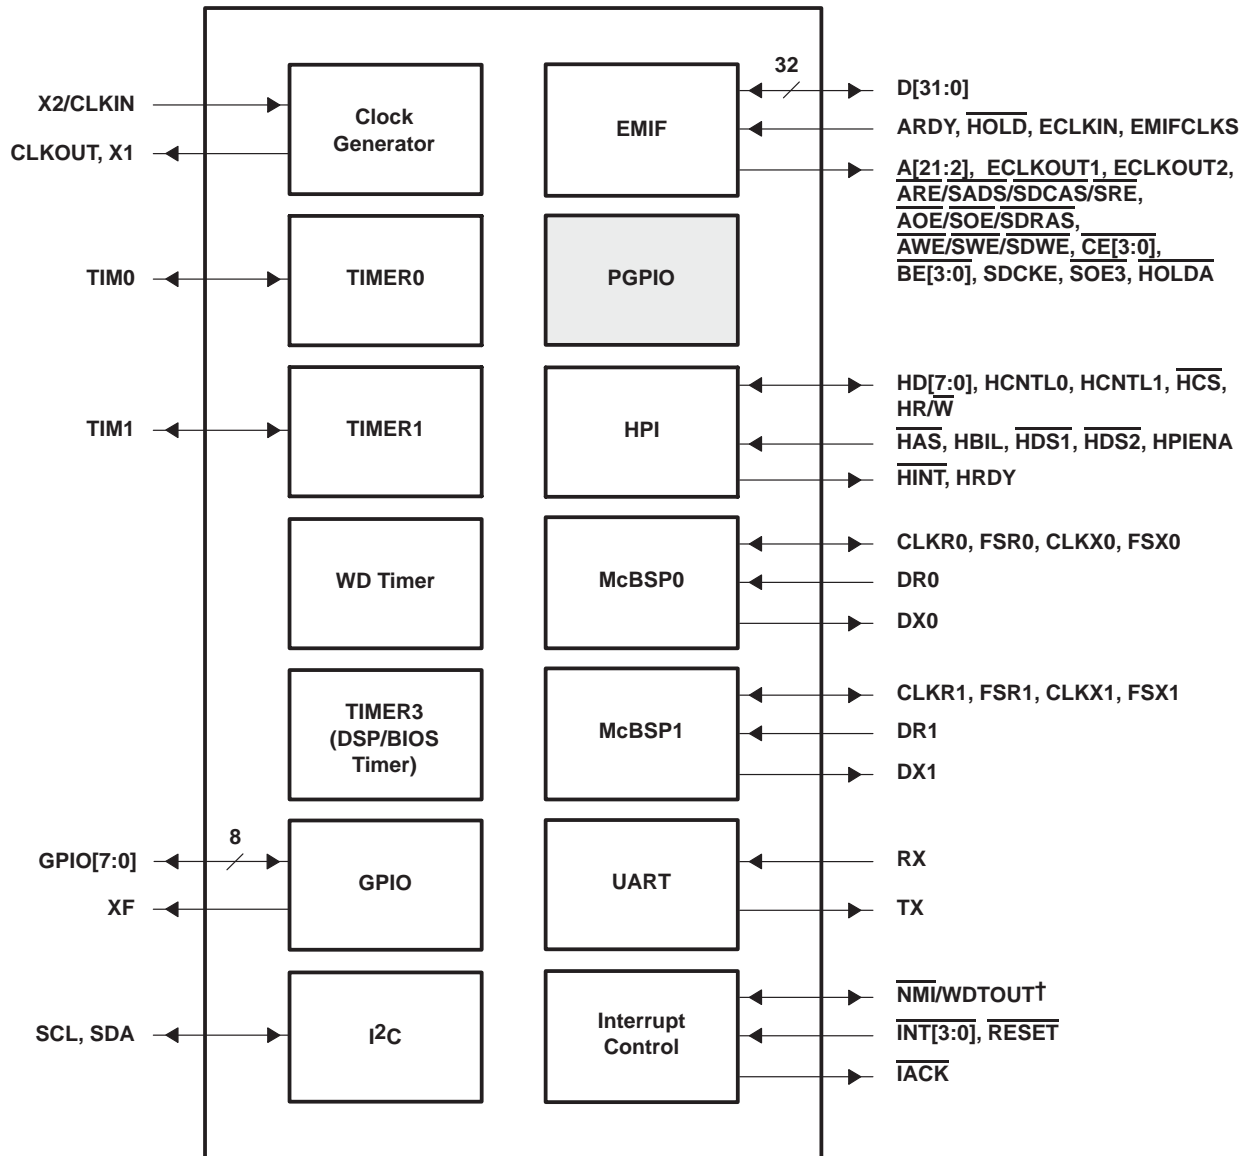 32
X2/CLKIN
CLKOUT, X1
Clock
Generator
EMIF
D[31:0]
ARDY, HOLD, ECLKIN, EMIFCLKS
A[21:2], ECLKOUT1, ECLKOUT2,
ARE/SADS/SDCAS/SRE,
AOE/SOE/SDRAS,
AWE/SWE/SDWE, CE[3:0],
BE[3:0], SDCKE, SOE3, HOLDA
TIM0
TIMER0
PGPIO
TIM1
TIMER1
HPI
HD[7:0], HCNTL0, HCNTL1, HCS,
HR/W
HAS, HBIL, HDS1, HDS2, HPIENA
HINT, HRDY
WD Timer
McBSP0
CLKR0, FSR0, CLKX0, FSX0
DR0
DX0
TIMER3
(DSP/BIOS
Timer)
McBSP1
CLKR1, FSR1, CLKX1, FSX1
DR1
DX1
8
GPIO[7:0]
XF
GPIO
UART
RX
TX
SCL, SDA
I2C
Interrupt
Control
NMI/WDTOUT†
INT[3:0], RESET
IACK